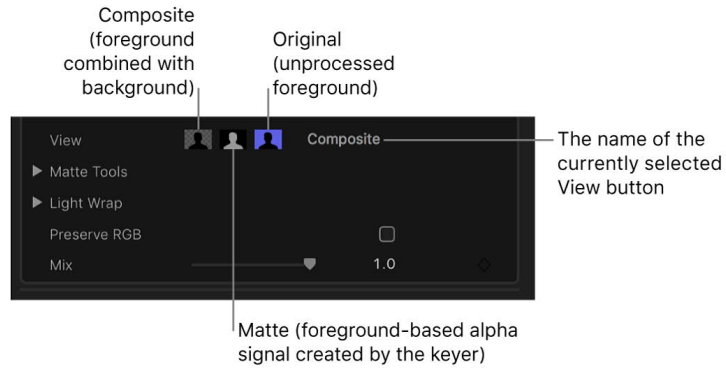 Composite
(foreground
combined with
background)
Original
(unprocessed
foreground)
View
Composite
The name of the
currently selected
View button
Matte Tools
Light Wrap
Preserve RGB
Mix
1.0
Matte (foreground-based alpha
signal created by the keyer)